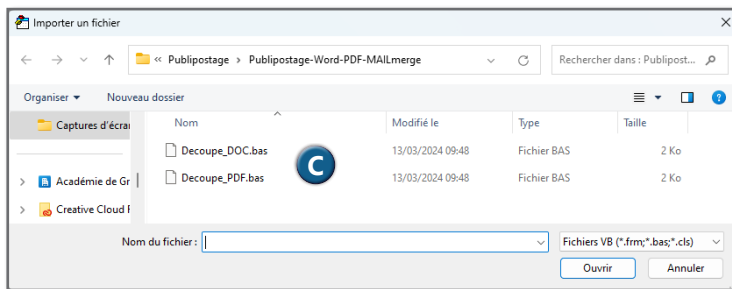 Importer un fichier
« Publipostage > Publipostage-Word-PDF-MAILmerge
Rechercher dans : Publipost...
Organiser Nouveau dossier
Captures d'écra
Académie de Gr
Creative Cloud F
Nom Modifié le Type Taille
Decoupe_DOC.bas 13/03/2024 09:48 Fichier BAS 2 Ko
Decoupe_PDF.bas 13/03/2024 09:48 Fichier BAS 2 Ko
C
Nom du fichier :
Fichiers VB (*.frm;*.bas;*.cls)
Ouvrir Annuler